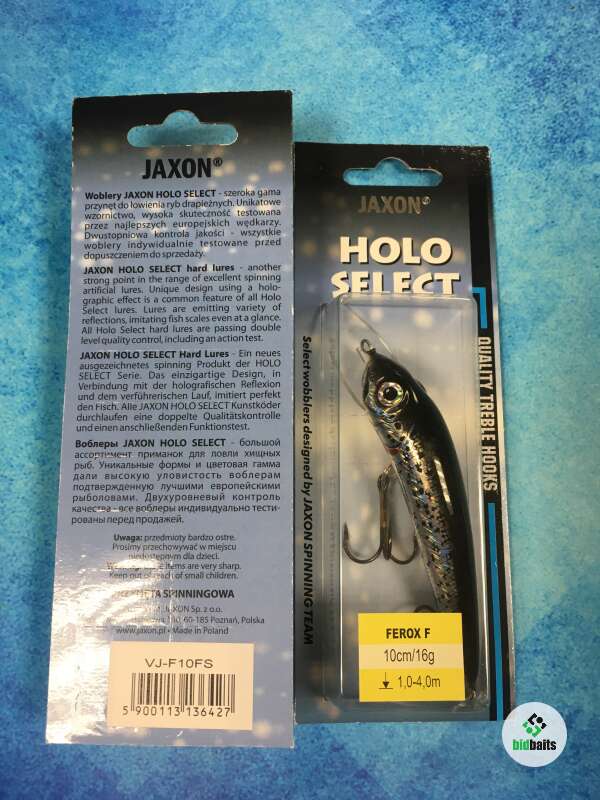 JAXON®
Woblery JAXON HOLO SELECT - szeroka gama
przynęt do łowienia ryb drapieżnych. Unikatowe
wzornictwo, wysoka skuteczność testowana
przez najlepszych europejskich wędkarzy.
Dwustopniowa kontrola jakości - wszystkie
woblery indywidualnie testowane przed
dopuszczeniem do sprzedaży.
JAXON HOLO SELECT hard lures - another
strong point in the range of excellent spinning
artificial lures. Unique design using a holo-
graphic effect is a common feature of all Holo
Select lures. Lures are emitting variety of
reflections, imitating fish scales even at a glance.
All Holo Select hard lures are passing double
level quality control, including an action test.
JAXON HOLO SELECT Hard Lures - Ein neues
ausgezeichnetes spinning Produkt der HOLO
SELECT Serie. Das einzigartige Design, in
Verbindung mit der holografischen Reflexion
und dem verführerischen Lauf, imitiert perfekt
den Fisch. Alle JAXON HOLO SELECT Kunstköder
durchlaufen eine doppelte Qualitätskontrolle
und einen anschließenden Funktionstest.
Воблеры JAXON HOLO SELECT - большой
ассортимент приманок для ловли хищных
рыб. Уникальные формы и цветовая гамма
дали высокую уловистость воблерам
подтвержденную лучшими европейскими
рыболовами. Двухуровневый контроль
качества - все воблеры индивидуально тести-
рованы перед продажей.
Uwaga: przedmioty bardzo ostre.
Prosimy przechowywać w miejscu
niedostępnym dla dzieci.
Warning: these items are very sharp.
Keep out of reach of small children.
SPINNINGOWA
JAXON Sp. z o.o.
60-185 Poznań, Polska
www.jaxon.pl • Made in Poland
VJ-F10FS
5 900113 136427
JAXON®
HOLO
SELECT
Select wobblers designed by JAXON SPINNING TEAM
QUALITY TREBLE HOOKS
FEROX F
10cm/16g
1,0-4,0m
bidbaits